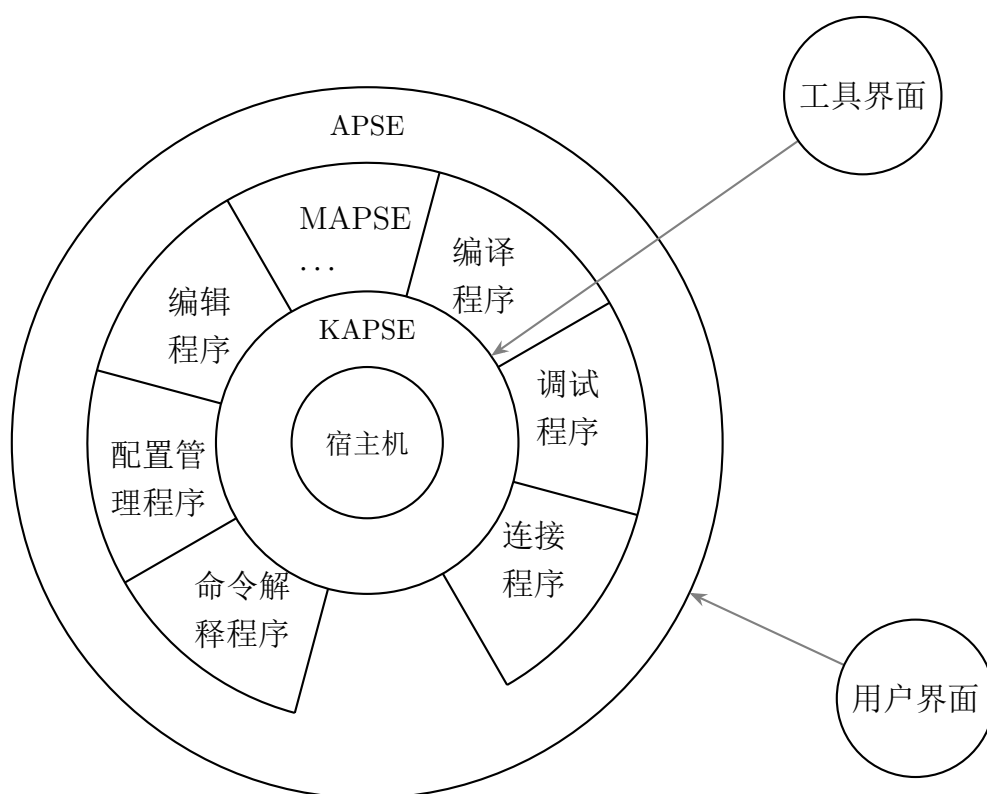 工具界面
APSE
MAPSE
...
编译
程序
编辑
程序
KAPSE
调试
程序
宿主机
配置管
理程序
连接
程序
命令解
释程序
用户界面